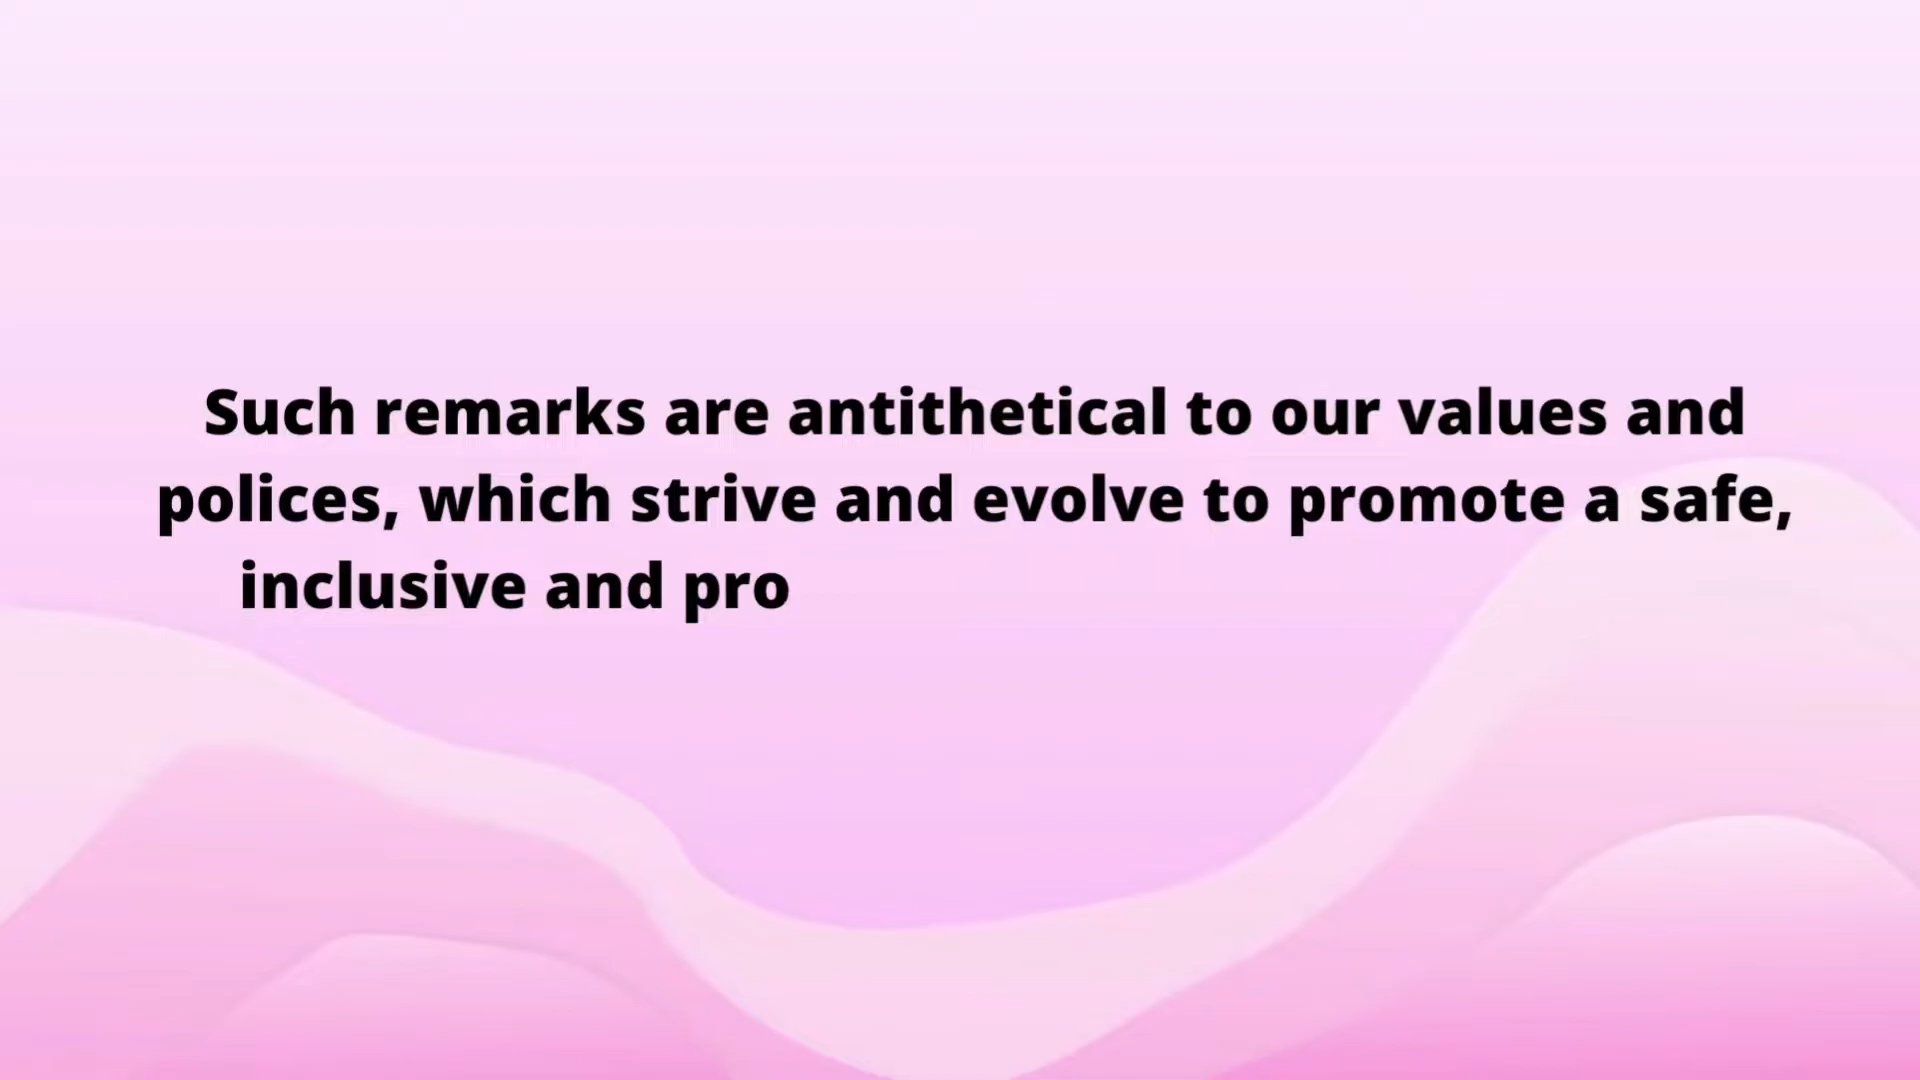 Such remarks are antithetical to our values and
polices, which strive and evolve to promote a safe,
inclusive and pro